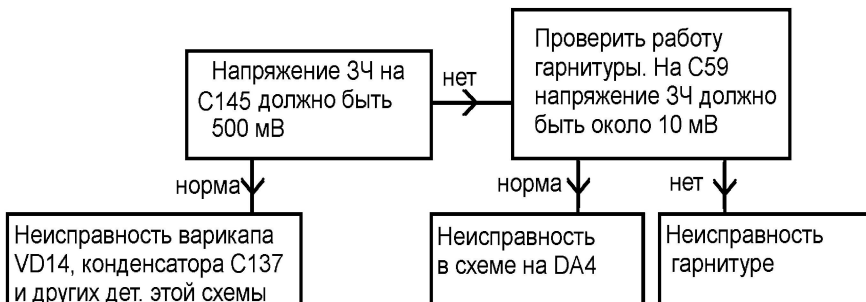 Напряжение ЗЧ на
С145 должно быть
500 мВ
нет
Проверить работу
гарнитуры. На С59
напряжение ЗЧ должно
быть около 10 мВ
норма
норма
нет
Неисправность варикапа
VD14, конденсатора С137
и других дет. этой схемы
Неисправность
в схеме на DA4
Неисправность
гарнитуре